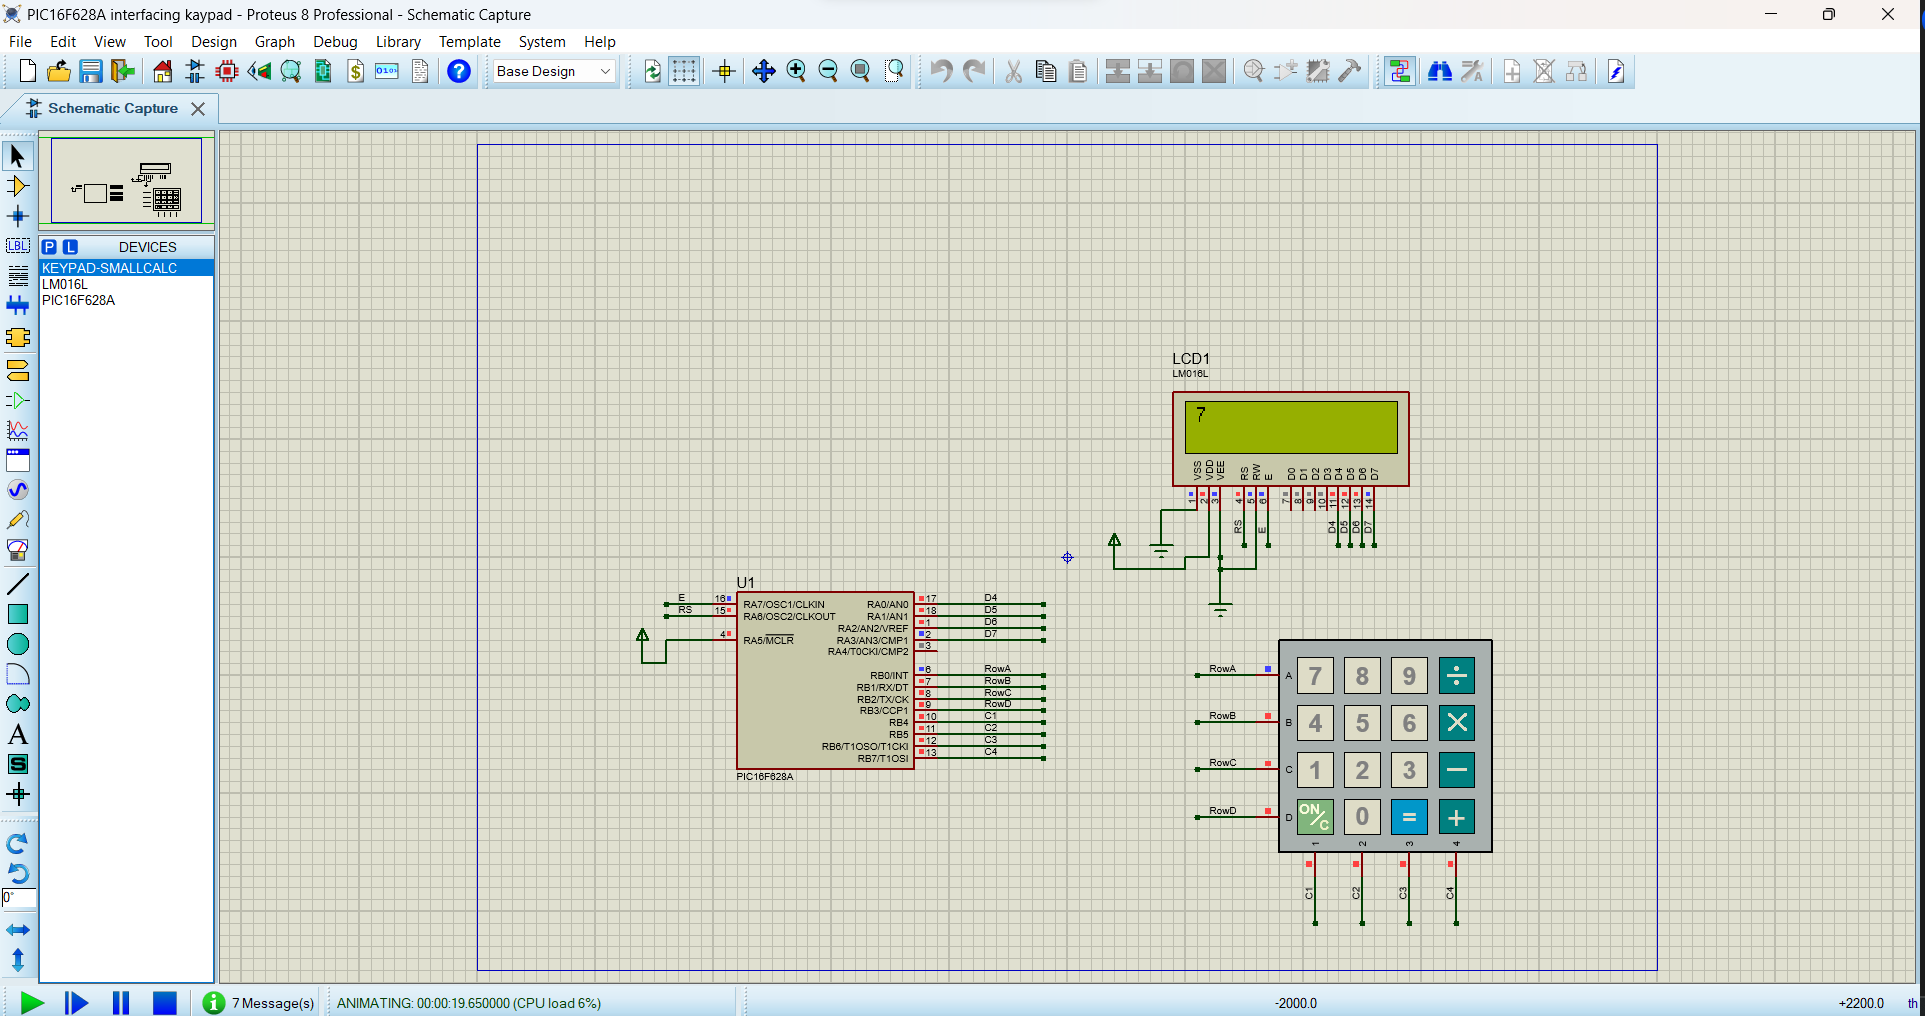 PIC16F628A interfacing kaypad - Proteus 8 Professional - Schematic Capture
File Edit View Tool Design Graph Debug Library Template System Help
Base Design
Schematic Capture
P L DEVICES
KEYPAD-SMALLCALC
LM016L
PIC16F628A
LBL
A
S
0°
LCD1
LM016L
7
VSS VDD VEE RS RW E D0 D1 D2 D3 D4 D5 D6 D7
1 2 3 4 5 6 7 8 9 10 11 12 13 14
RS E D4 D5 D6 D7
U1
E 16 RA7/OSC1/CLKIN RA0/AN0 17 D4
RS 15 RA6/OSC2/CLKOUT RA1/AN1 18 D5
RA2/AN2/VREF 1 D6
4 RA5/MCLR RA3/AN3/CMP1 2 D7
RA4/T0CKI/CMP2 3
RB0/INT 6 RowA
RB1/RX/DT 7 RowB
RB2/TX/CK 8 RowC
RB3/CCP1 9 RowD
RB4 10 C1
RB5 11 C2
RB6/T1OSO/T1CKI 12 C3
RB7/T1OSI 13 C4
PIC16F628A
RowA A 7 8 9 ÷
RowB B 4 5 6 ×
RowC C 1 2 3 −
RowD D ON/C 0 = +
1 2 3 4
C1 C2 C3 C4
7 Message(s) ANIMATING: 00:00:19.650000 (CPU load 6%) -2000.0 +2200.0 th